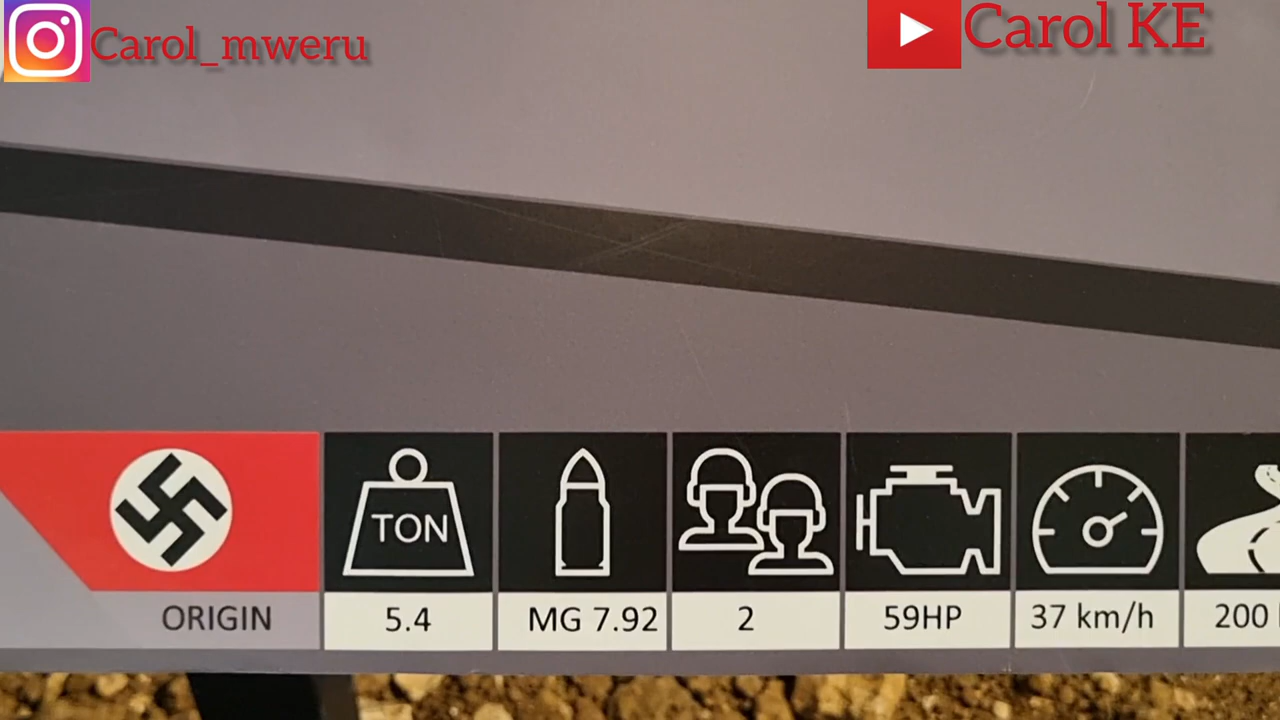 Carol_mweru
Carol KE
TON
ORIGIN
5.4
MG 7.92
2
59HP
37 km/h
200